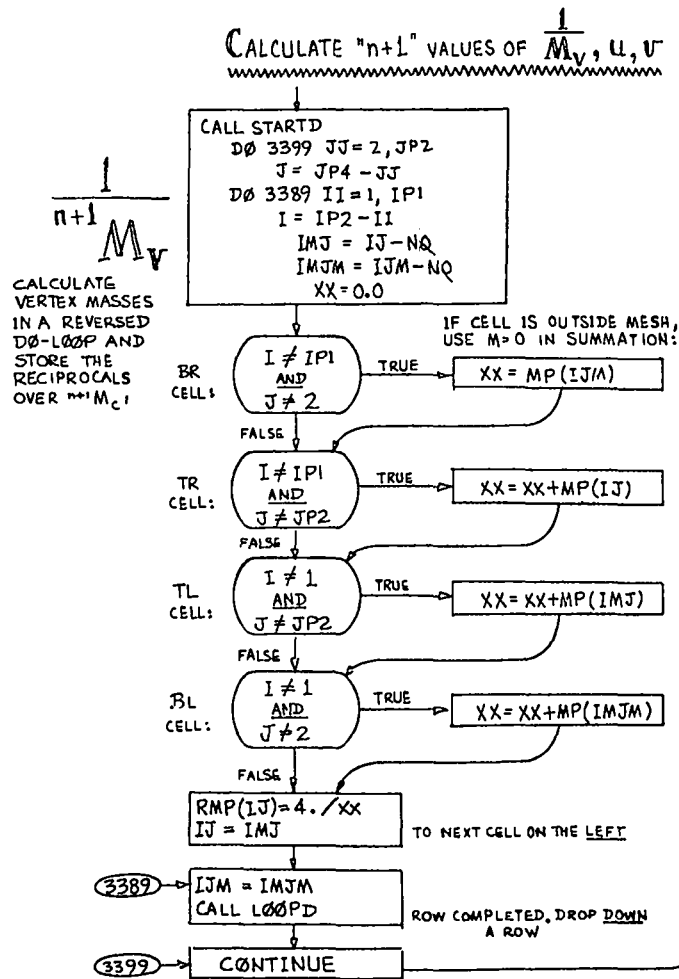 CALCULATE "n+1" VALUES OF 1/Mv, u, v
CALL STARTD
DØ 3399 JJ = 2, JP2
J = JP4 - JJ
DØ 3389 II = 1, IP1
I = IP2 - II
IMJ = IJ - NQ
IMJM = IJM - NQ
XX = 0.0
1
n+1 Mv
CALCULATE
VERTEX MASSES
IN A REVERSED
DØ-LØØP AND
STORE THE
RECIPROCALS
OVER n+1Mc.
IF CELL IS OUTSIDE MESH,
USE M=0 IN SUMMATION:
BR
CELL:
I ≠ IP1
AND
J ≠ 2
TRUE
XX = MP(IJM)
FALSE
TR
CELL:
I ≠ IP1
AND
J ≠ JP2
TRUE
XX = XX+MP(IJ)
FALSE
TL
CELL:
I ≠ 1
AND
J ≠ JP2
TRUE
XX = XX+MP(IMJ)
FALSE
BL
CELL:
I ≠ 1
AND
J ≠ 2
TRUE
XX = XX+MP(IMJM)
FALSE
RMP(IJ) = 4./XX
IJ = IMJ
TO NEXT CELL ON THE LEFT
3389
IJM = IMJM
CALL LØØPD
ROW COMPLETED. DROP DOWN
A ROW
3399
CØNTINUE